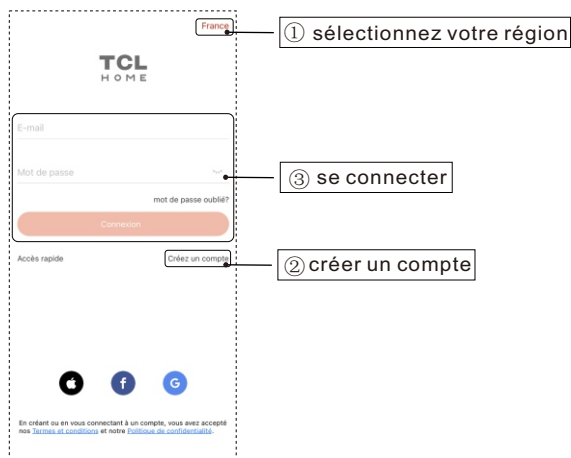 France
① sélectionnez votre région
TCL
HOME
E-mail
Mot de passe
③ se connecter
mot de passe oublié?
Connexion
Accès rapide
Créez un compte
② créer un compte
f
G
En créant ou en vous connectant à un compte, vous avez accepté
nos Termes et conditions et notre Politique de confidentialité.